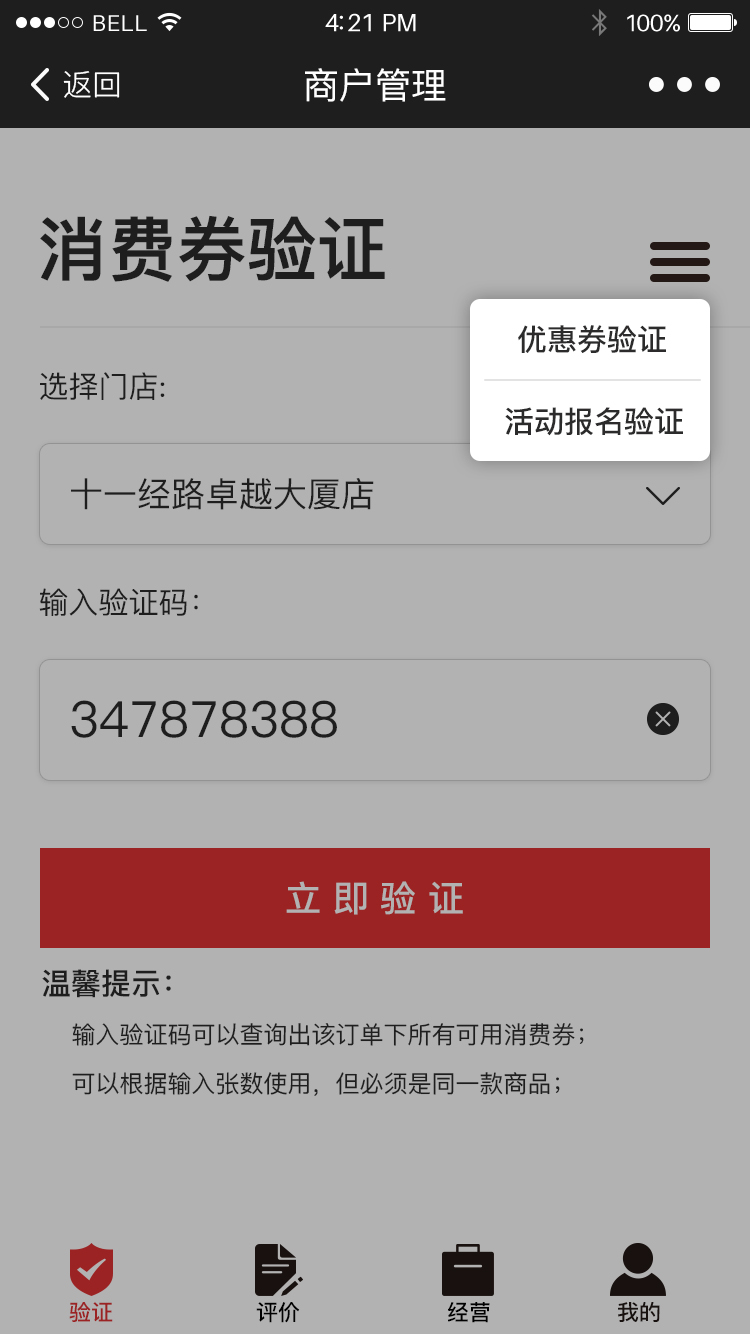 BELL 4:21 PM 100%
返回 商户管理
消费券验证
优惠券验证
选择门店:
活动报名验证
十一经路卓越大厦店
输入验证码：
347878388
立即验证
温馨提示：
输入验证码可以查询出该订单下所有可用消费券；
可以根据输入张数使用，但必须是同一款商品；
验证 评价 经营 我的